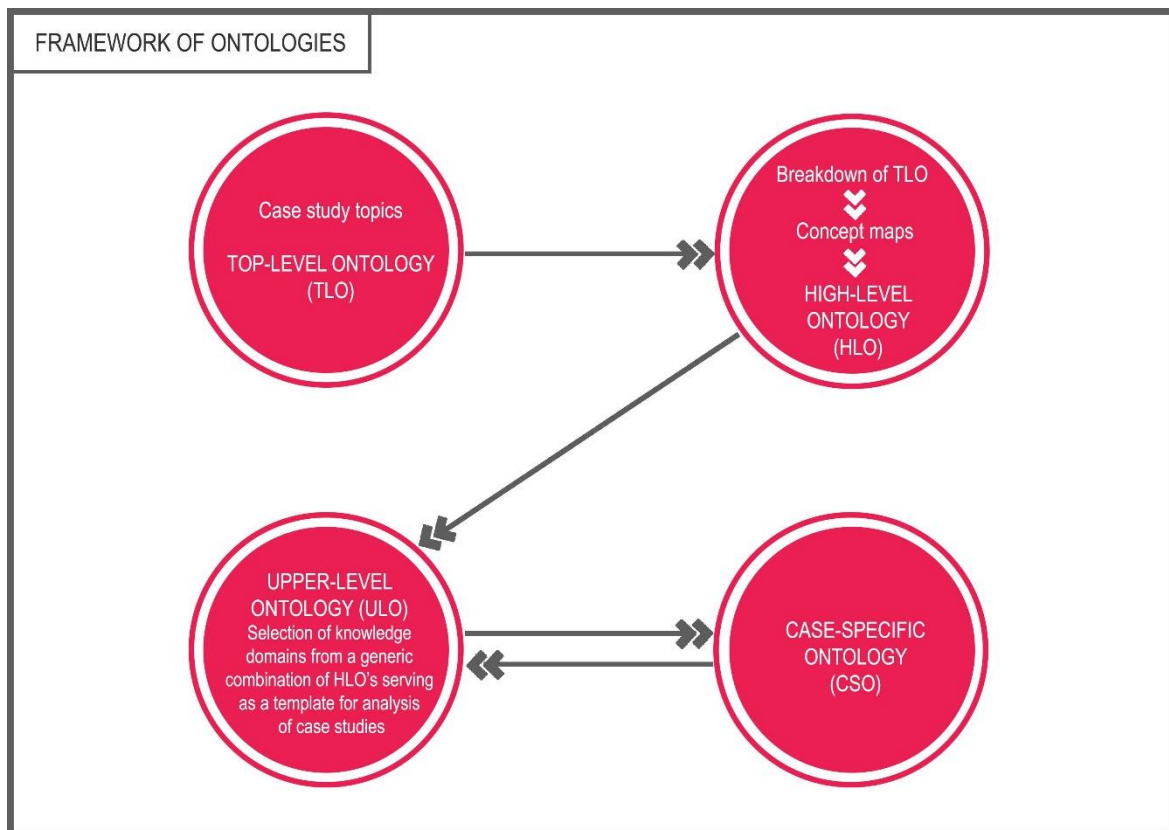 FRAMEWORK OF ONTOLOGIES
Case study topics
TOP-LEVEL ONTOLOGY
(TLO)
Breakdown of TLO
Concept maps
HIGH-LEVEL
ONTOLOGY
(HLO)
UPPER-LEVEL
ONTOLOGY (ULO)
Selection of knowledge
domains from a generic
combination of HLO's serving
as a template for analysis
of case studies
CASE-SPECIFIC
ONTOLOGY
(CSO)